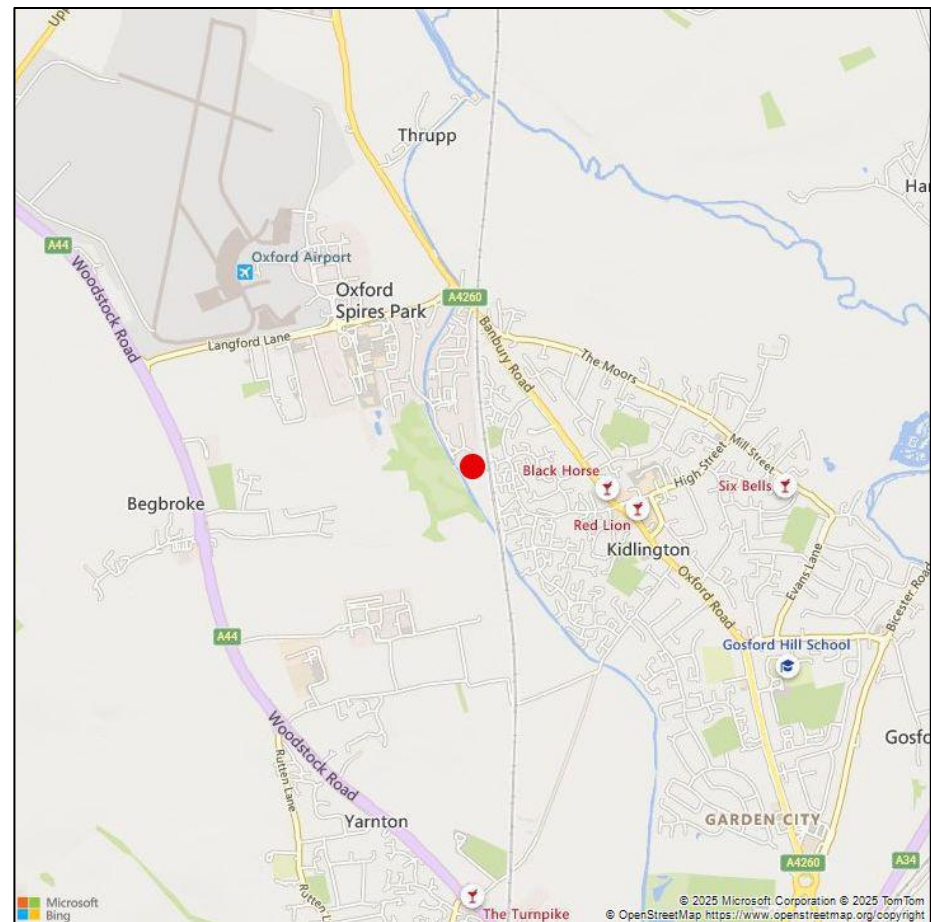 Upp
Thrupp
Har
A44
Woodstock Road
Oxford Airport
Oxford
Spires Park
A4260
Langford Lane
Banbury Road
The Moors
Mill Street
High Street
Black Horse
Six Bells
Red Lion
Begbroke
Kidlington
Evans Lane
Bicester Road
Oxford Road
A44
Gosford Hill School
Woodstock Road
Gosfo
Rutten Lane
Yarnton
GARDEN CITY
A4260
A34
Rutten L
The Turnpike
Microsoft
Bing
© 2025 Microsoft Corporation © 2025 TomTom
© OpenStreetMap https://www.openstreetmap.org/copyright